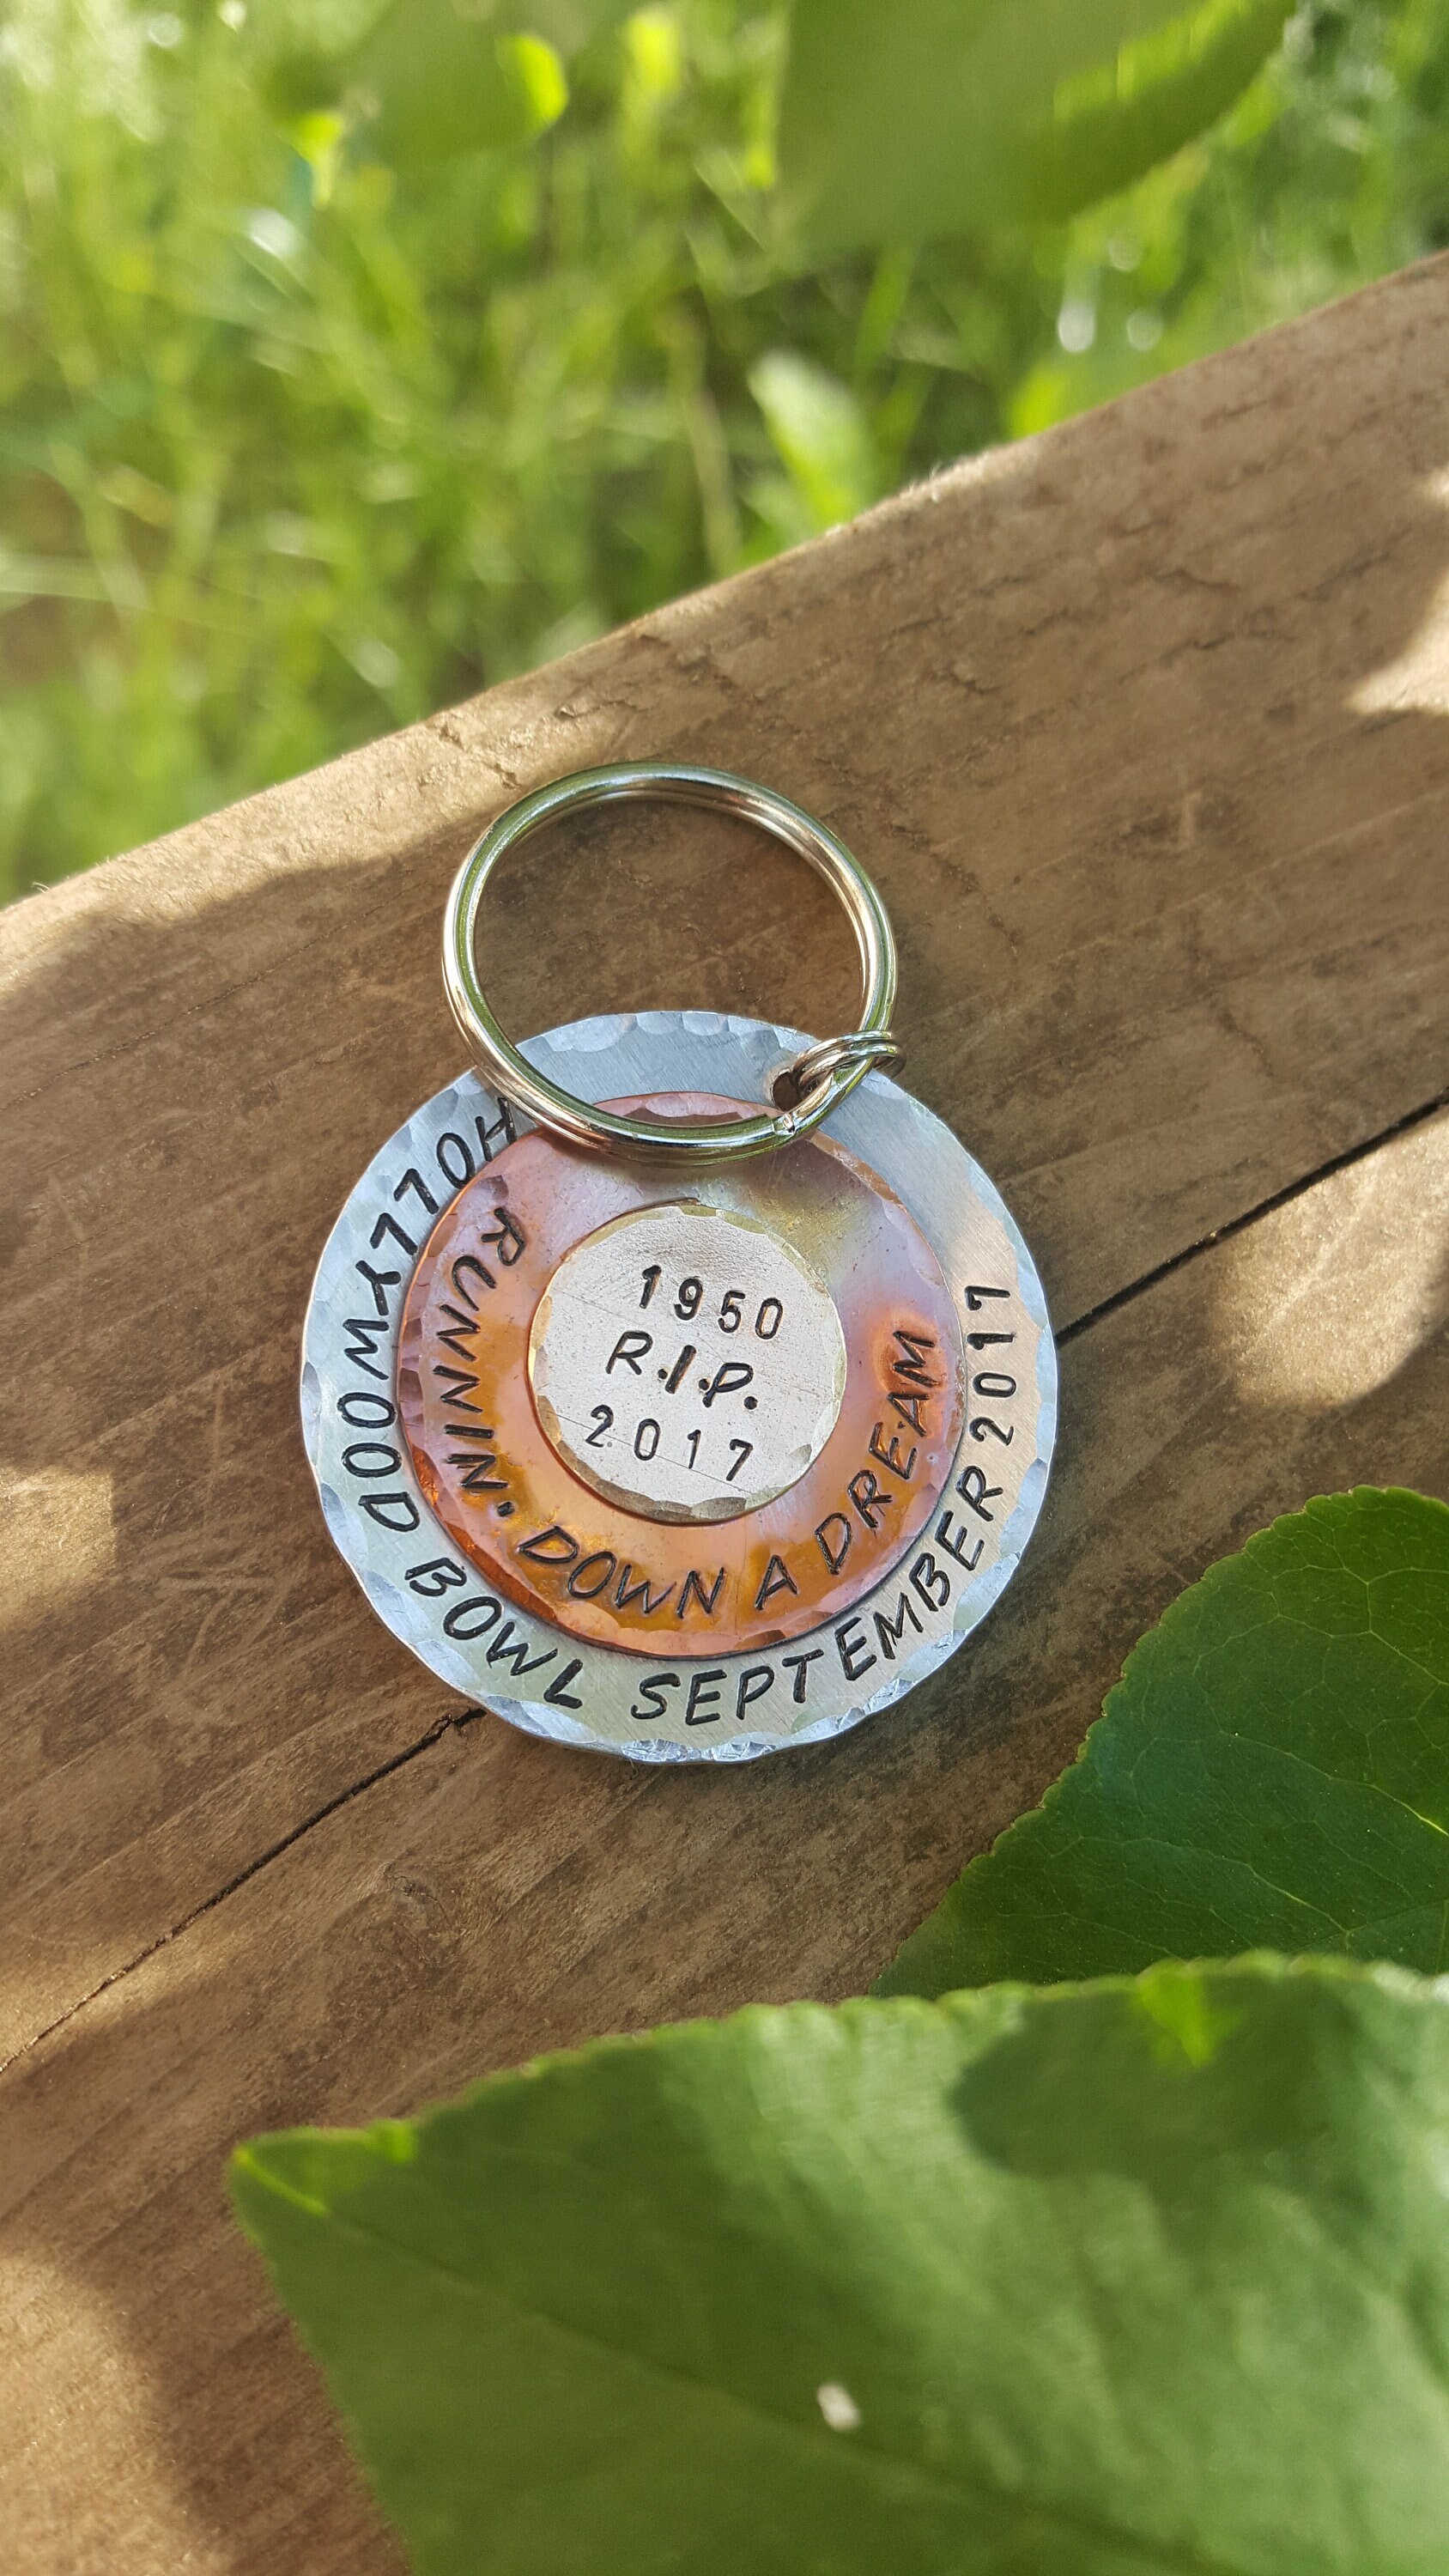 1950
R.I.P.
2017
RUNNIN. DOWN A DREAM
HOLLYWOOD BOWL SEPTEMBER 2017